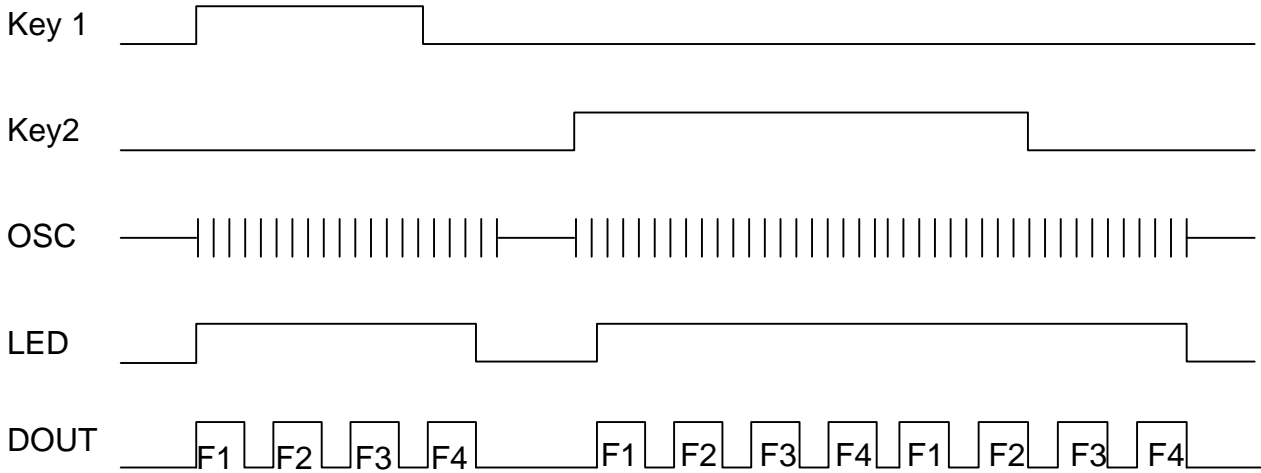 Key 1
Key2
OSC
LED
DOUT F1 F2 F3 F4 F1 F2 F3 F4 F1 F2 F3 F4